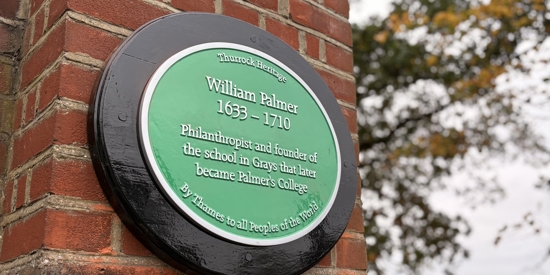 Thurrock Heritage
William Palmer
1633 – 1710
Philanthropist and founder of
the school in Grays that later
became Palmer's College
By Thames to all Peoples of the World